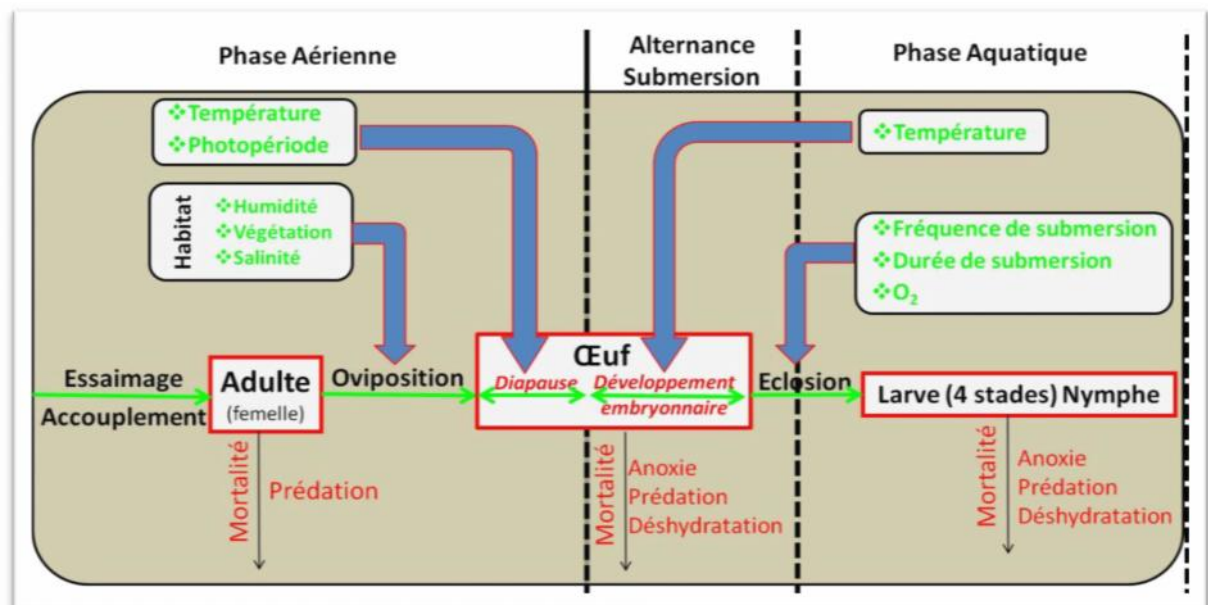 Phase Aérienne
Alternance
Submersion
Phase Aquatique
❖Température
❖Photopériode
❖Température
Habitat
❖Humidité
❖Végétation
❖Salinité
❖Fréquence de submersion
❖Durée de submersion
❖O₂
Essaimage
Accouplement
Adulte
(femelle)
Oviposition
Œuf
Diapause
Développement
embryonnaire
Eclosion
Larve (4 stades) Nymphe
Mortalité
Prédation
Mortalité
Anoxie
Prédation
Déshydratation
Mortalité
Anoxie
Prédation
Déshydratation